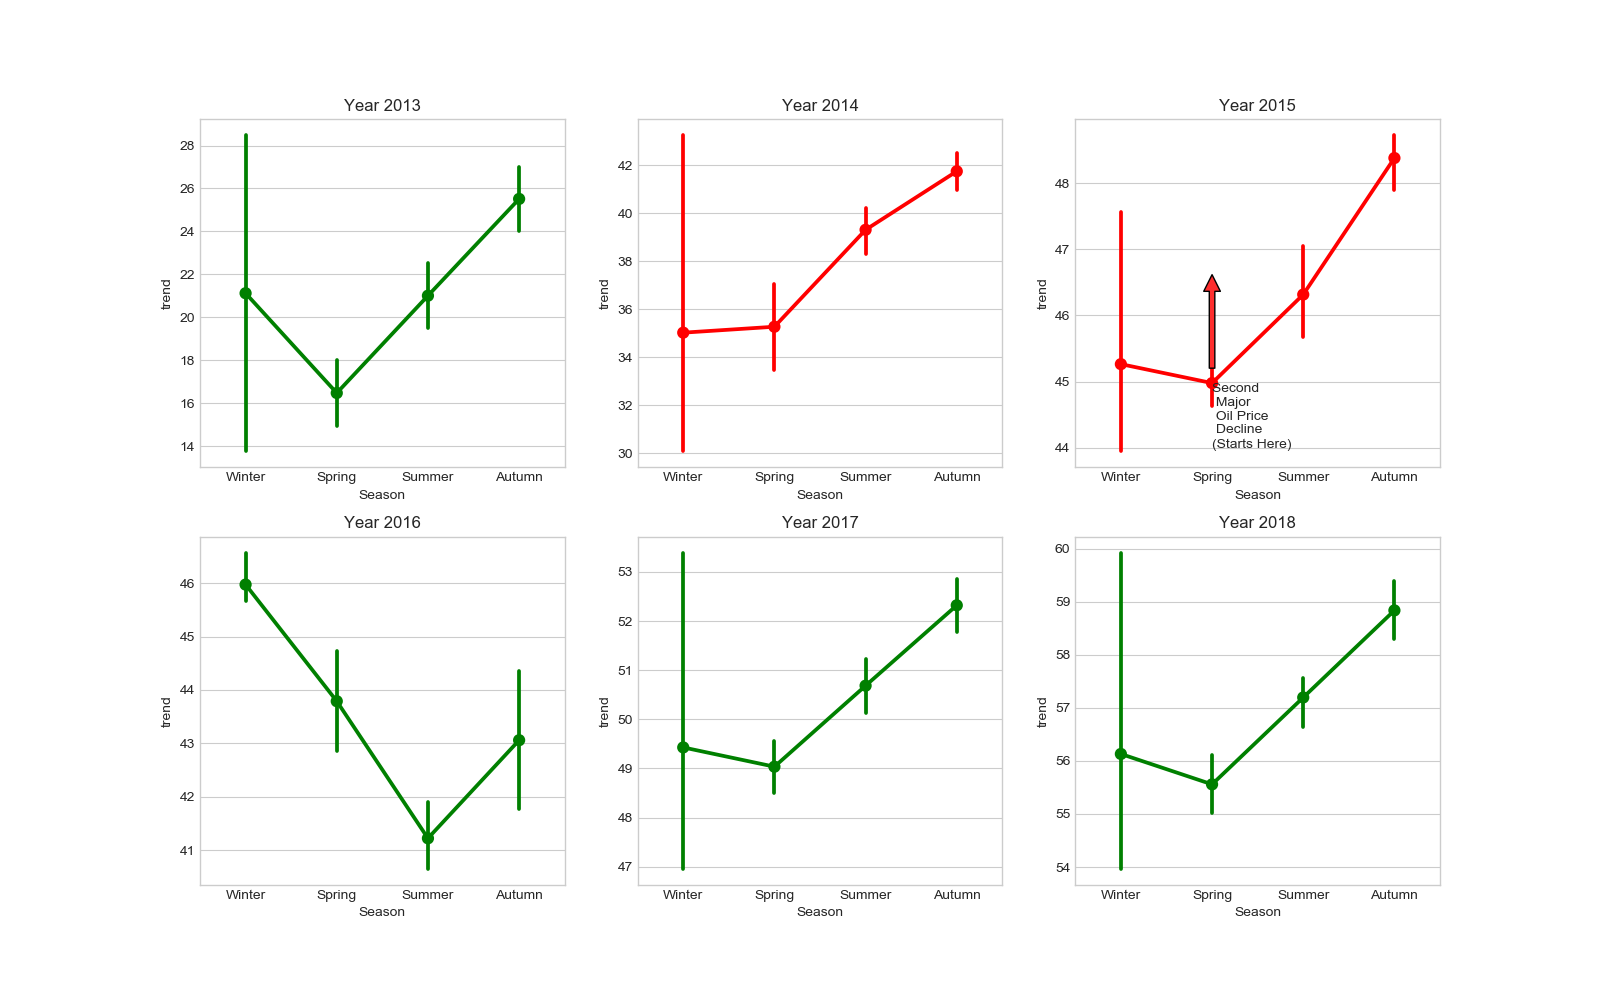 Year 2013
28
26
24
22
20
18
16
14
trend
Winter Spring Summer Autumn
Season
Year 2014
42
40
38
36
34
32
30
trend
Winter Spring Summer Autumn
Season
Year 2015
48
47
46
45
44
trend
Second
Major
Oil Price
Decline
(Starts Here)
Winter Spring Summer Autumn
Season
Year 2016
46
45
44
43
42
41
trend
Winter Spring Summer Autumn
Season
Year 2017
53
52
51
50
49
48
47
trend
Winter Spring Summer Autumn
Season
Year 2018
60
59
58
57
56
55
54
trend
Winter Spring Summer Autumn
Season